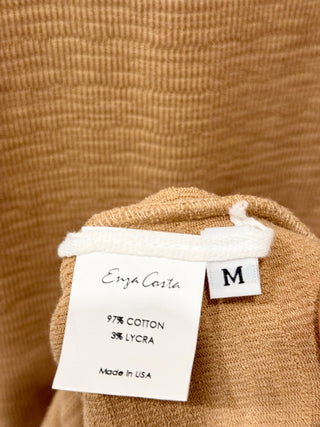 Enza Costa
M
97% COTTON
3% LYCRA
Made in USA